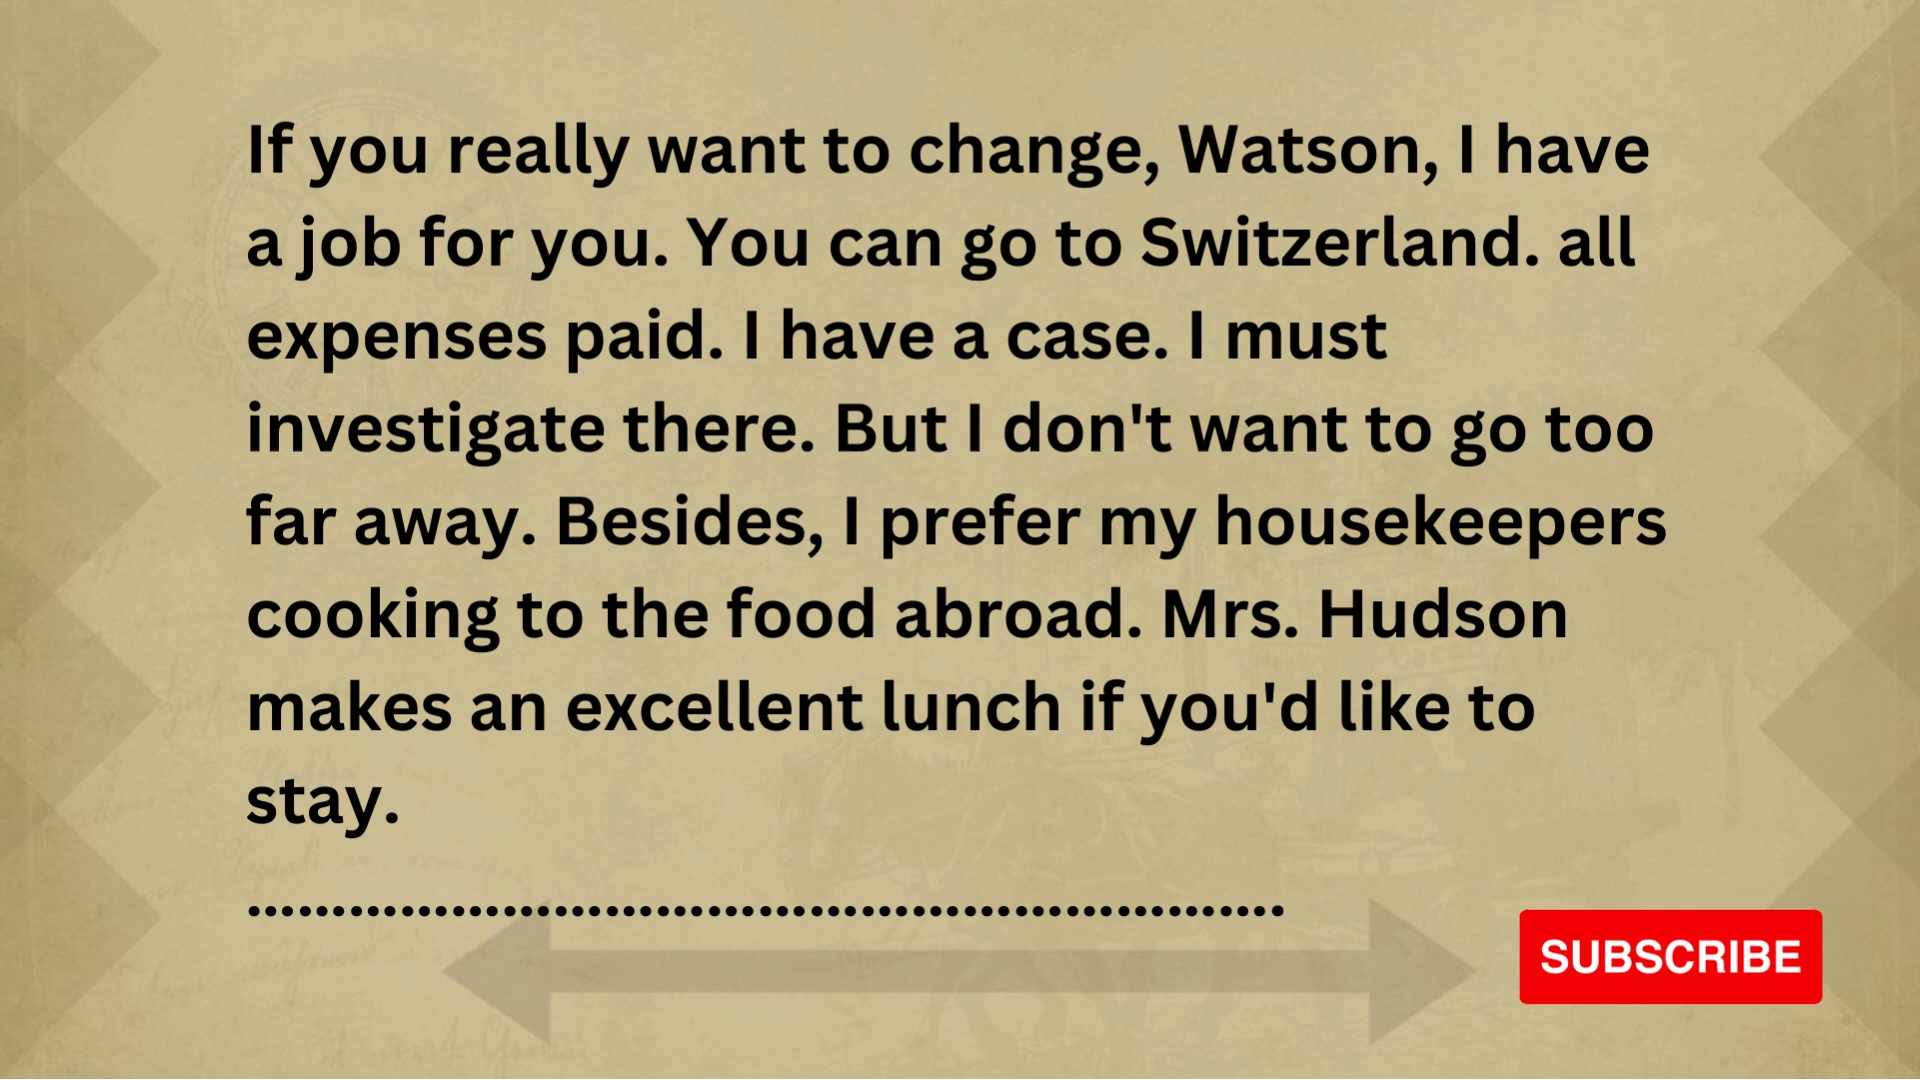 If you really want to change, Watson, I have
a job for you. You can go to Switzerland. all
expenses paid. I have a case. I must
investigate there. But I don't want to go too
far away. Besides, I prefer my housekeepers
cooking to the food abroad. Mrs. Hudson
makes an excellent lunch if you'd like to
stay.
.............................................................
SUBSCRIBE